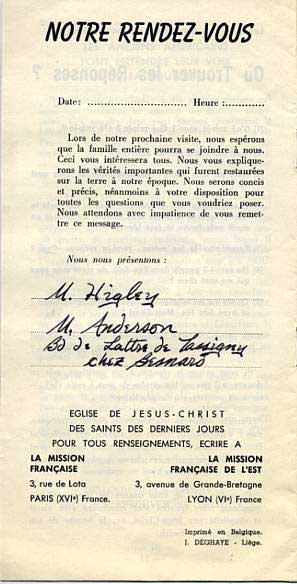 NOTRE RENDEZ-VOUS
Date: ............................. Heure :............
Lors de notre prochaine visite, nous espérons
que la famille entière pourra se joindre à nous.
Ceci vous intéressera tous. Nous vous explique-
rons les vérités importantes qui furent restaurées
sur la terre à notre époque. Nous serons concis
et précis, néanmoins à votre disposition pour
toutes les questions que vous voudriez poser.
Nous attendons avec impatience de vous remet-
tre ce message.
Nous nous présentons :
M. Higley
M. Anderson
Bd de Lattre de Tassigny
chez Besnard
EGLISE DE JESUS-CHRIST
DES SAINTS DES DERNIERS JOURS
POUR TOUS RENSEIGNEMENTS, ECRIRE A
LA MISSION
FRANÇAISE
3, rue de Lota
PARIS (XVIᵉ) France.
LA MISSION
FRANÇAISE DE L'EST
3, avenue de Grande-Bretagne
LYON (VIᵉ) France
Imprimé en Belgique.
J. DEGHAYE - Liège.